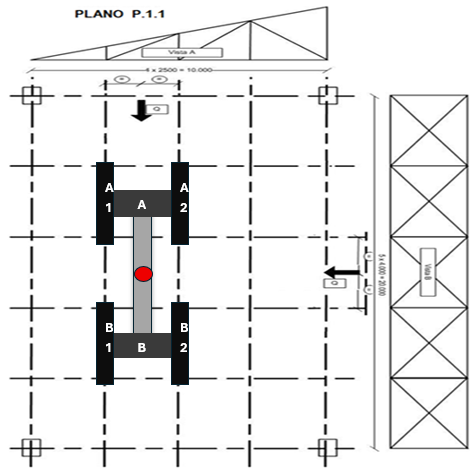 PLANO P.1.1
Vista A
4 x 2500 = 10.000
Q
A
1
A
A
2
Q
5 x 4.000 = 20.000
Vista B
B
1
B
B
2